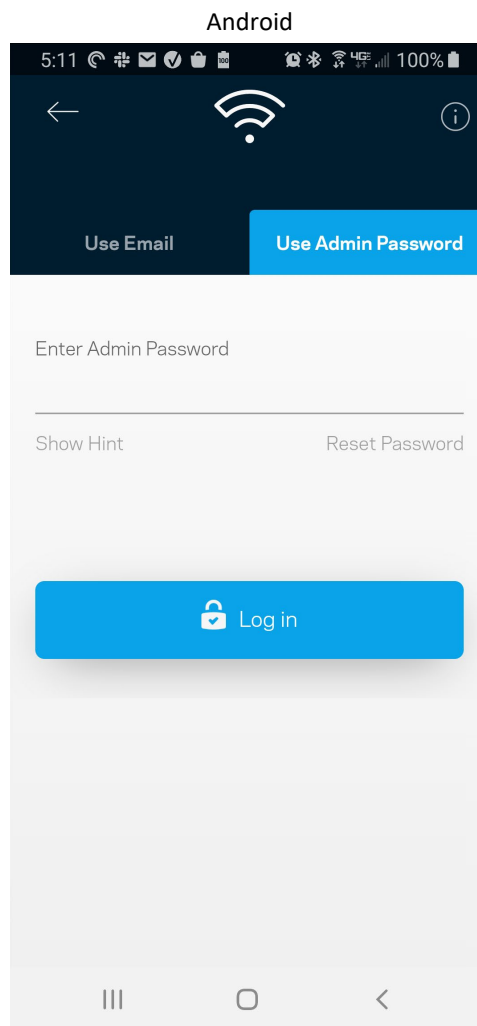 Android
5:11 100%
Use Email Use Admin Password
Enter Admin Password
Show Hint Reset Password
Log in